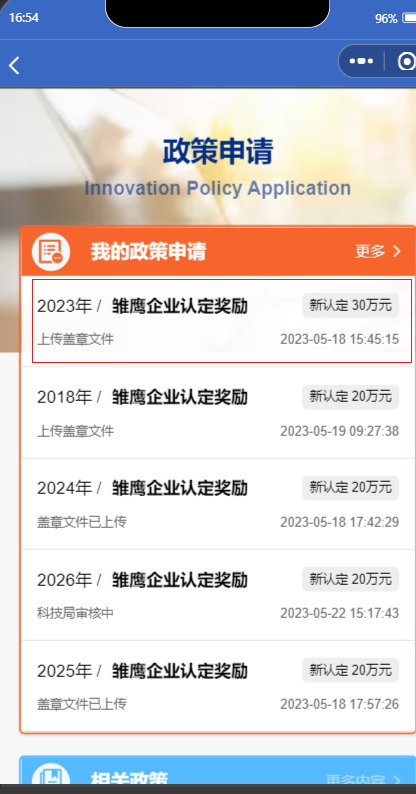 16:54
96%
政策申请
Innovation Policy Application
我的政策申请 更多
2023年 / 雏鹰企业认定奖励 新认定 30万元
上传盖章文件 2023-05-18 15:45:15
2018年 / 雏鹰企业认定奖励 新认定 20万元
上传盖章文件 2023-05-19 09:27:38
2024年 / 雏鹰企业认定奖励 新认定 20万元
盖章文件已上传 2023-05-18 17:42:29
2026年 / 雏鹰企业认定奖励 新认定 20万元
科技局审核中 2023-05-22 15:17:43
2025年 / 雏鹰企业认定奖励 新认定 20万元
盖章文件已上传 2023-05-18 17:57:26
相关政策 更多内容